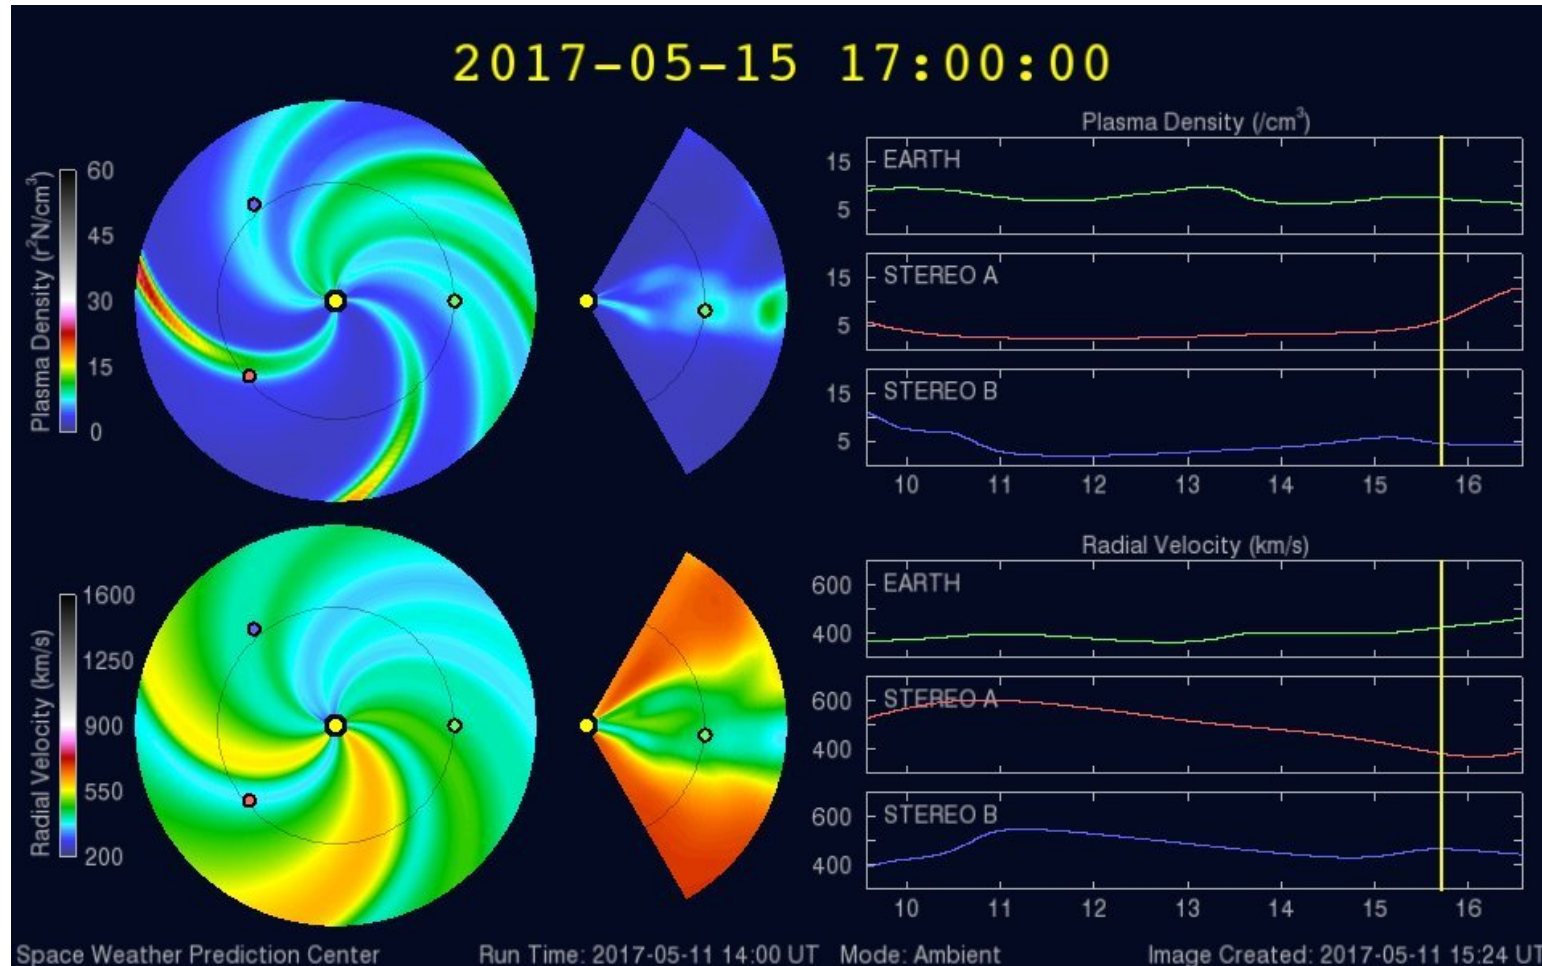 2017-05-15 17:00:00
Plasma Density (r²N/cm³)
60
45
30
15
0
Plasma Density (/cm³)
EARTH
15
5
STEREO A
15
5
STEREO B
15
5
10 11 12 13 14 15 16
Radial Velocity (km/s)
1600
1250
900
550
200
Radial Velocity (km/s)
EARTH
600
400
STEREO A
600
400
STEREO B
600
400
10 11 12 13 14 15 16
Space Weather Prediction Center Run Time: 2017-05-11 14:00 UT Mode: Ambient Image Created: 2017-05-11 15:24 UT